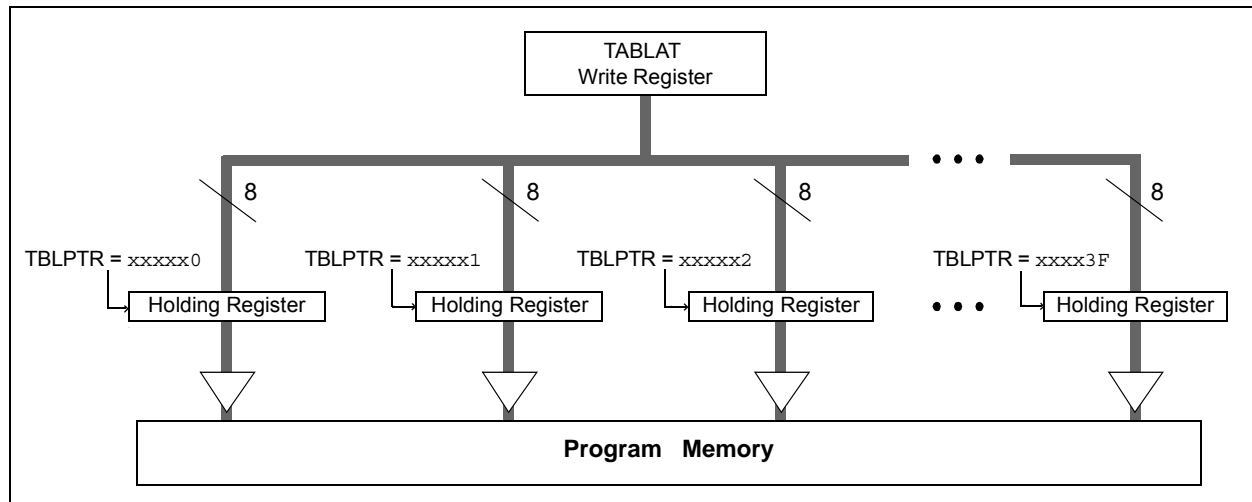 TABLAT
Write Register
8
8
8
8
TBLPTR = xxxxx0
TBLPTR = xxxxx1
TBLPTR = xxxxx2
TBLPTR = xxxx3F
Holding Register
Holding Register
Holding Register
Holding Register
Program Memory